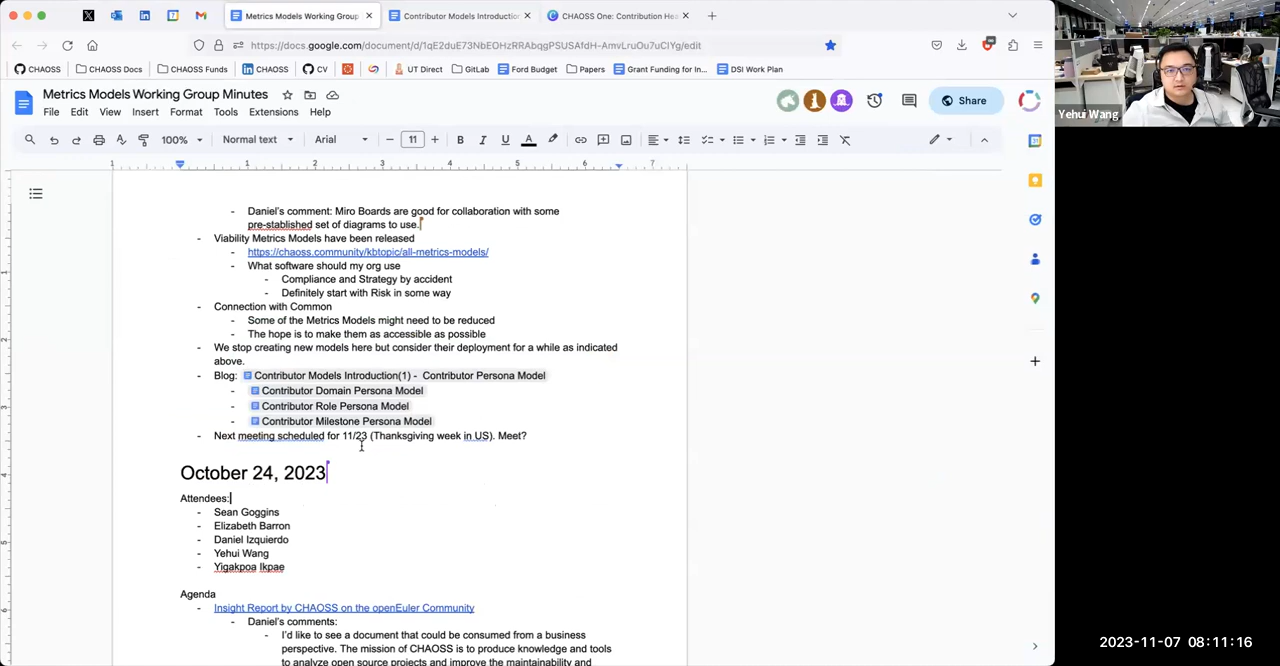 Metrics Models Working Group
Contributor Models Introductio
CHAOSS One: Contribution Hea
https://docs.google.com/document/d/1qE2duE73NbEOHzRRAbqgPSUSAfdH-AmvLruOu7uCIYg/edit
CHAOSS
CHAOSS Docs
CHAOSS Funds
CHAOSS
CV
UT Direct
GitLab
Ford Budget
Papers
Grant Funding for In...
DSI Work Plan
Yehui Wang
Metrics Models Working Group Minutes
File Edit View Insert Format Tools Extensions Help
Share
100%
Normal text
Arial
11
1 1 2 3 4 5 6 7
- Daniel's comment: Miro Boards are good for collaboration with some
pre-stablished set of diagrams to use.
- Viability Metrics Models have been released
- https://chaoss.community/kbtopic/all-metrics-models/
- What software should my org use
- Compliance and Strategy by accident
- Definitely start with Risk in some way
- Connection with Common
- Some of the Metrics Models might need to be reduced
- The hope is to make them as accessible as possible
- We stop creating new models here but consider their deployment for a while as indicated
above.
- Blog: Contributor Models Introduction(1) - Contributor Persona Model
- Contributor Domain Persona Model
- Contributor Role Persona Model
- Contributor Milestone Persona Model
- Next meeting scheduled for 11/23 (Thanksgiving week in US). Meet?
October 24, 2023
Attendees:
- Sean Goggins
- Elizabeth Barron
- Daniel Izquierdo
- Yehui Wang
- Yigakpoa Ikpae
Agenda
- Insight Report by CHAOSS on the openEuler Community
- Daniel's comments:
- I'd like to see a document that could be consumed from a business
perspective. The mission of CHAOSS is to produce knowledge and tools
to analyze open source projects and improve the maintainability and
2023-11-07 08:11:16